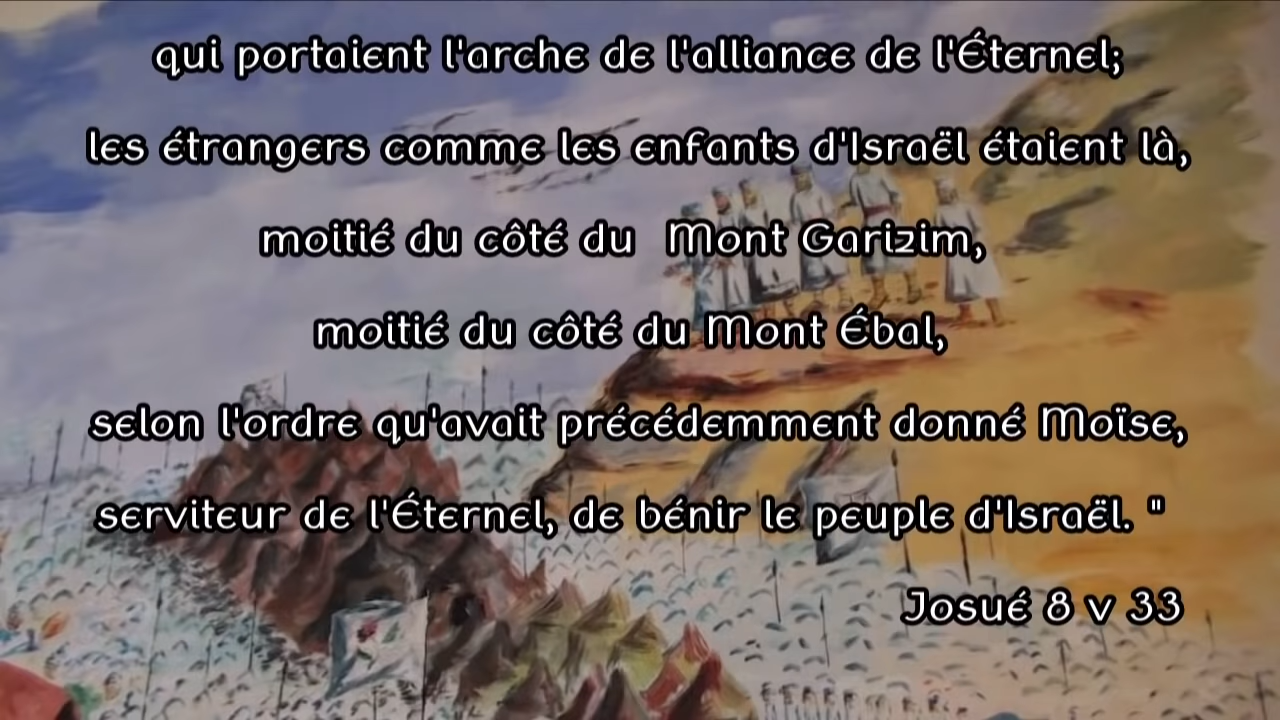 qui portaient l'arche de l'alliance de l'Éternel;
les étrangers comme les enfants d'Israël étaient là,
moitié du côté du  Mont Garizim,
moitié du côté du Mont Ébal,
selon l'ordre qu'avait précédemment donné Moïse,
serviteur de l'Éternel, de bénir le peuple d'Israël. "
Josué 8 v 33